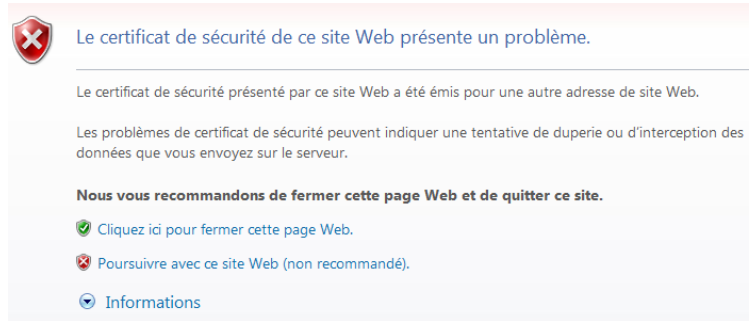 Le certificat de sécurité de ce site Web présente un problème.
Le certificat de sécurité présenté par ce site Web a été émis pour une autre adresse de site Web.
Les problèmes de certificat de sécurité peuvent indiquer une tentative de duperie ou d'interception des
données que vous envoyez sur le serveur.
Nous vous recommandons de fermer cette page Web et de quitter ce site.
Cliquez ici pour fermer cette page Web.
Poursuivre avec ce site Web (non recommandé).
Informations